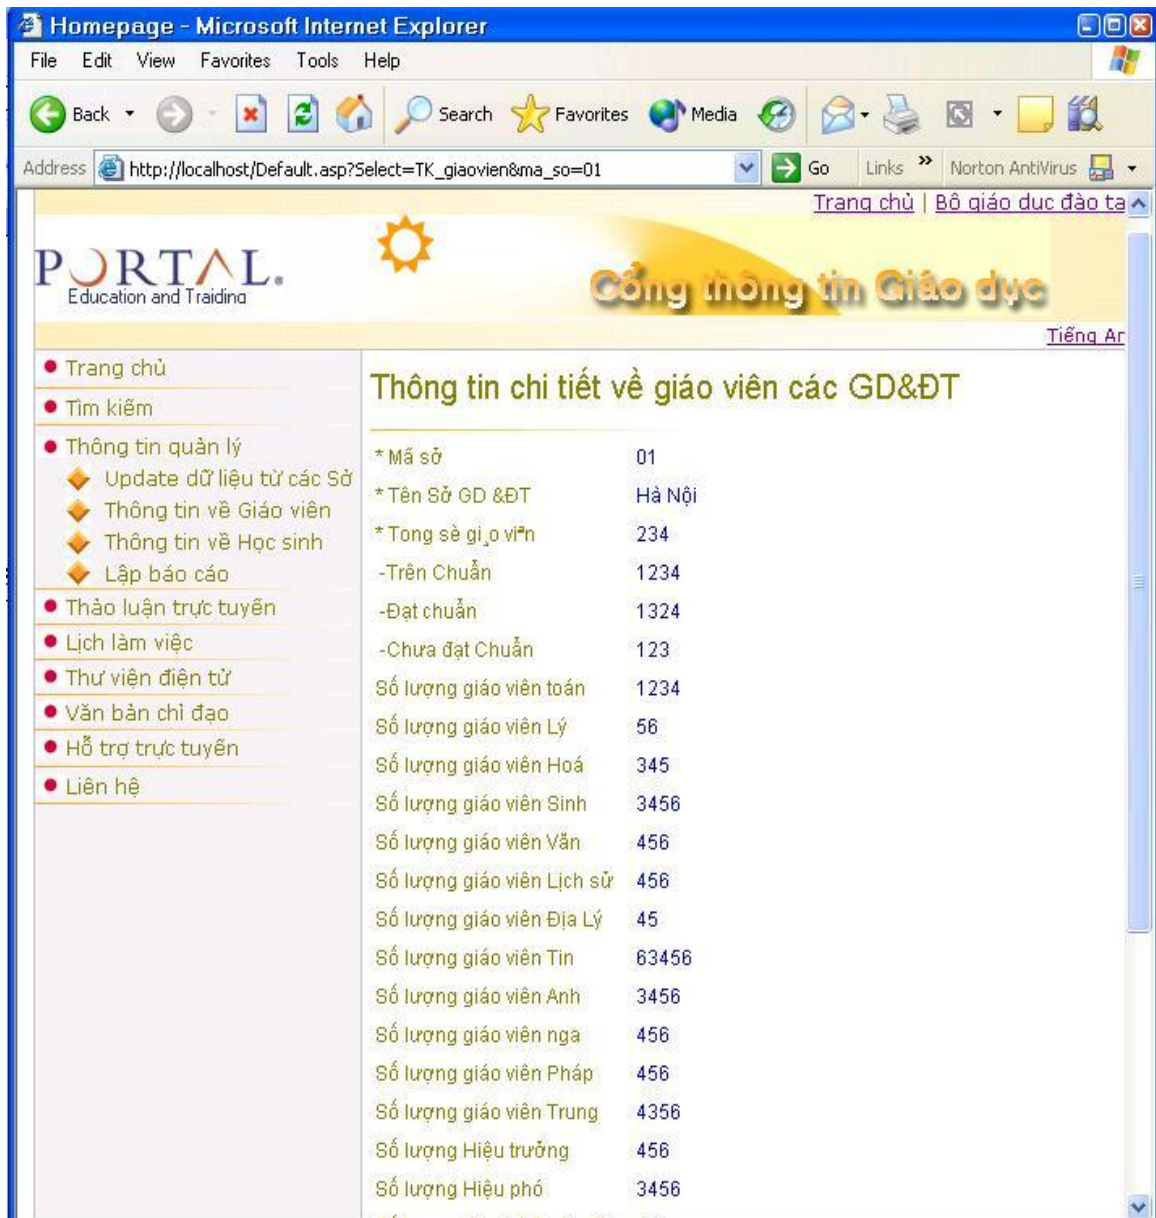 Homepage - Microsoft Internet Explorer
File Edit View Favorites Tools Help
Back Search Favorites Media
Address http://localhost/Default.asp?Select=TK_giaovien&ma_so=01 Go Links » Norton AntiVirus
Trang chủ | Bộ giáo dục đào tạ
PORTAL.
Education and Traiding
Cổng thông tin Giáo dục
Tiếng An
Trang chủ
Tìm kiếm
Thông tin quản lý
Update dữ liệu từ các Sở
Thông tin về Giáo viên
Thông tin về Học sinh
Lập báo cáo
Thảo luận trực tuyến
Lịch làm việc
Thư viện điện tử
Văn bản chỉ đạo
Hỗ trợ trực tuyến
Liên hệ
Thông tin chi tiết về giáo viên các GD&ĐT
* Mã sở 01
* Tên Sở GD &ĐT Hà Nội
* Tong sè gi¸o viªn 234
-Trên Chuẩn 1234
-Đạt chuẩn 1324
-Chưa đạt Chuẩn 123
Số lượng giáo viên toán 1234
Số lượng giáo viên Lý 56
Số lượng giáo viên Hoá 345
Số lượng giáo viên Sinh 3456
Số lượng giáo viên Văn 456
Số lượng giáo viên Lịch sử 456
Số lượng giáo viên Địa Lý 45
Số lượng giáo viên Tin 63456
Số lượng giáo viên Anh 3456
Số lượng giáo viên nga 456
Số lượng giáo viên Pháp 456
Số lượng giáo viên Trung 4356
Số lượng Hiệu trưởng 456
Số lượng Hiệu phó 3456